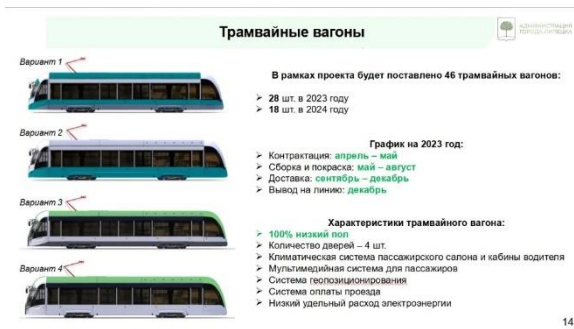 Трамвайные вагоны
АДМИНИСТРАЦИЯ
ГОРОДА ЛИПЕЦКА
Вариант 1
Вариант 2
Вариант 3
Вариант 4
В рамках проекта будет поставлено 46 трамвайных вагонов:
➢ 28 шт. в 2023 году
➢ 18 шт. в 2024 году
График на 2023 год:
➢ Контрактация: апрель – май
➢ Сборка и покраска: май – август
➢ Доставка: сентябрь – декабрь
➢ Вывод на линию: декабрь
Характеристики трамвайного вагона:
➢ 100% низкий пол
➢ Количество дверей – 4 шт.
➢ Климатическая система пассажирского салона и кабины водителя
➢ Мультимедийная система для пассажиров
➢ Система геопозиционирования
➢ Система оплаты проезда
➢ Низкий удельный расход электроэнергии
14